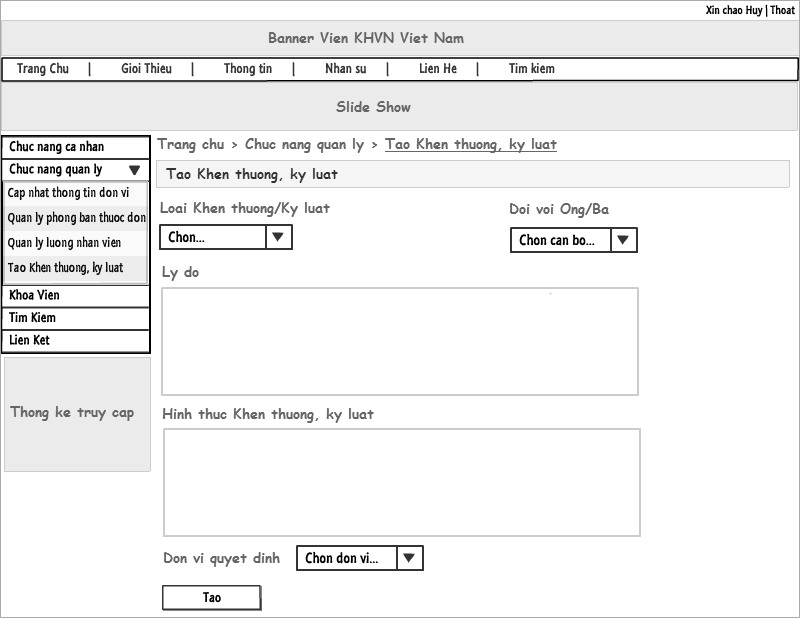 Xin chao Huy | Thoat
Banner Vien KHVN Viet Nam
Trang Chu | Gioi Thieu | Thong tin | Nhan su | Lien He | Tim kiem
Slide Show
Chuc nang ca nhan
Chuc nang quan ly
Cap nhat thong tin don vi
Quan ly phong ban thuoc don
Quan ly luong nhan vien
Tao Khen thuong, ky luat
Khoa Vien
Tim Kiem
Lien Ket
Thong ke truy cap
Trang chu > Chuc nang quan ly > Tao Khen thuong, ky luat
Tao Khen thuong, ky luat
Loai Khen thuong/Ky luat
Chon...
Doi voi Ong/Ba
Chon can bo...
Ly do
Hinh thuc Khen thuong, ky luat
Don vi quyet dinh
Chon don vi...
Tao